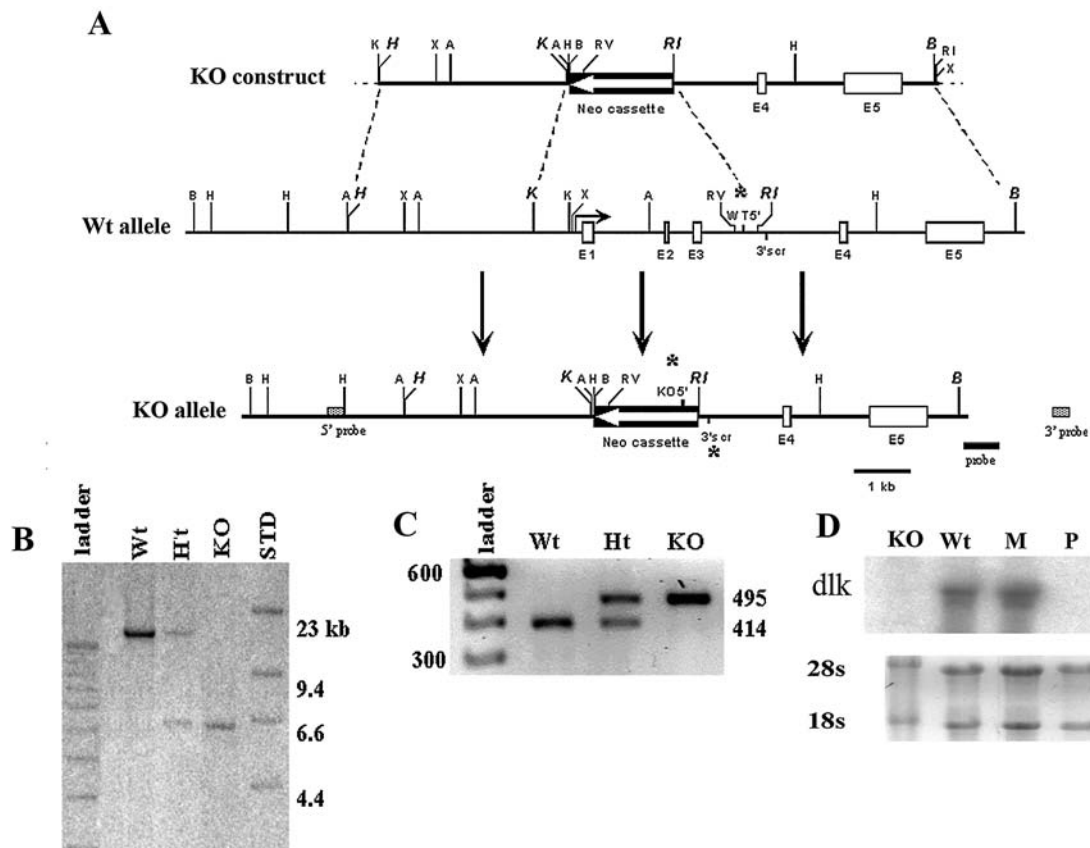 A
K H X A K A H B RV RI H B RI X
KO construct
Neo cassette E4 E5
B H H A H X A K K X A RV W T5' * RI H B
Wt allele
E1 E2 E3 3'scr E4 E5
B H H A H X A K A H B RV * KO5' RI H B
KO allele
5' probe Neo cassette 3'scr * E4 E5 probe 3' probe
1 kb
B ladder Wt Ht KO STD
23 kb
9.4
6.6
4.4
C ladder Wt Ht KO
600
495
414
300
D KO Wt M P
dlk
28s
18s